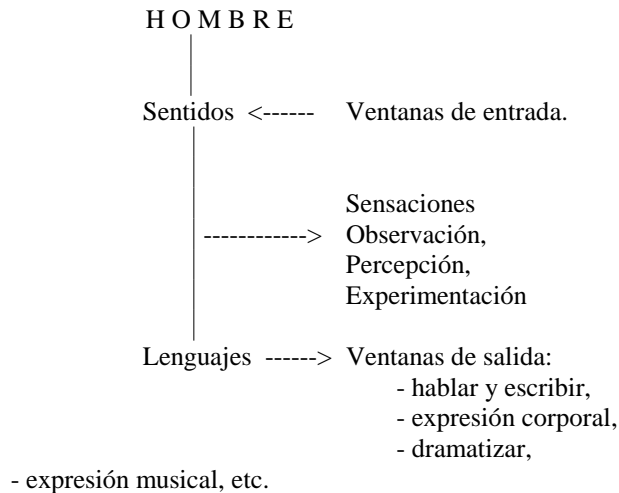 H O M B R E
Sentidos <------ Ventanas de entrada.
Sensaciones
------------> Observación,
Percepción,
Experimentación
Lenguajes ------> Ventanas de salida:
- hablar y escribir,
- expresión corporal,
- dramatizar,
- expresión musical, etc.